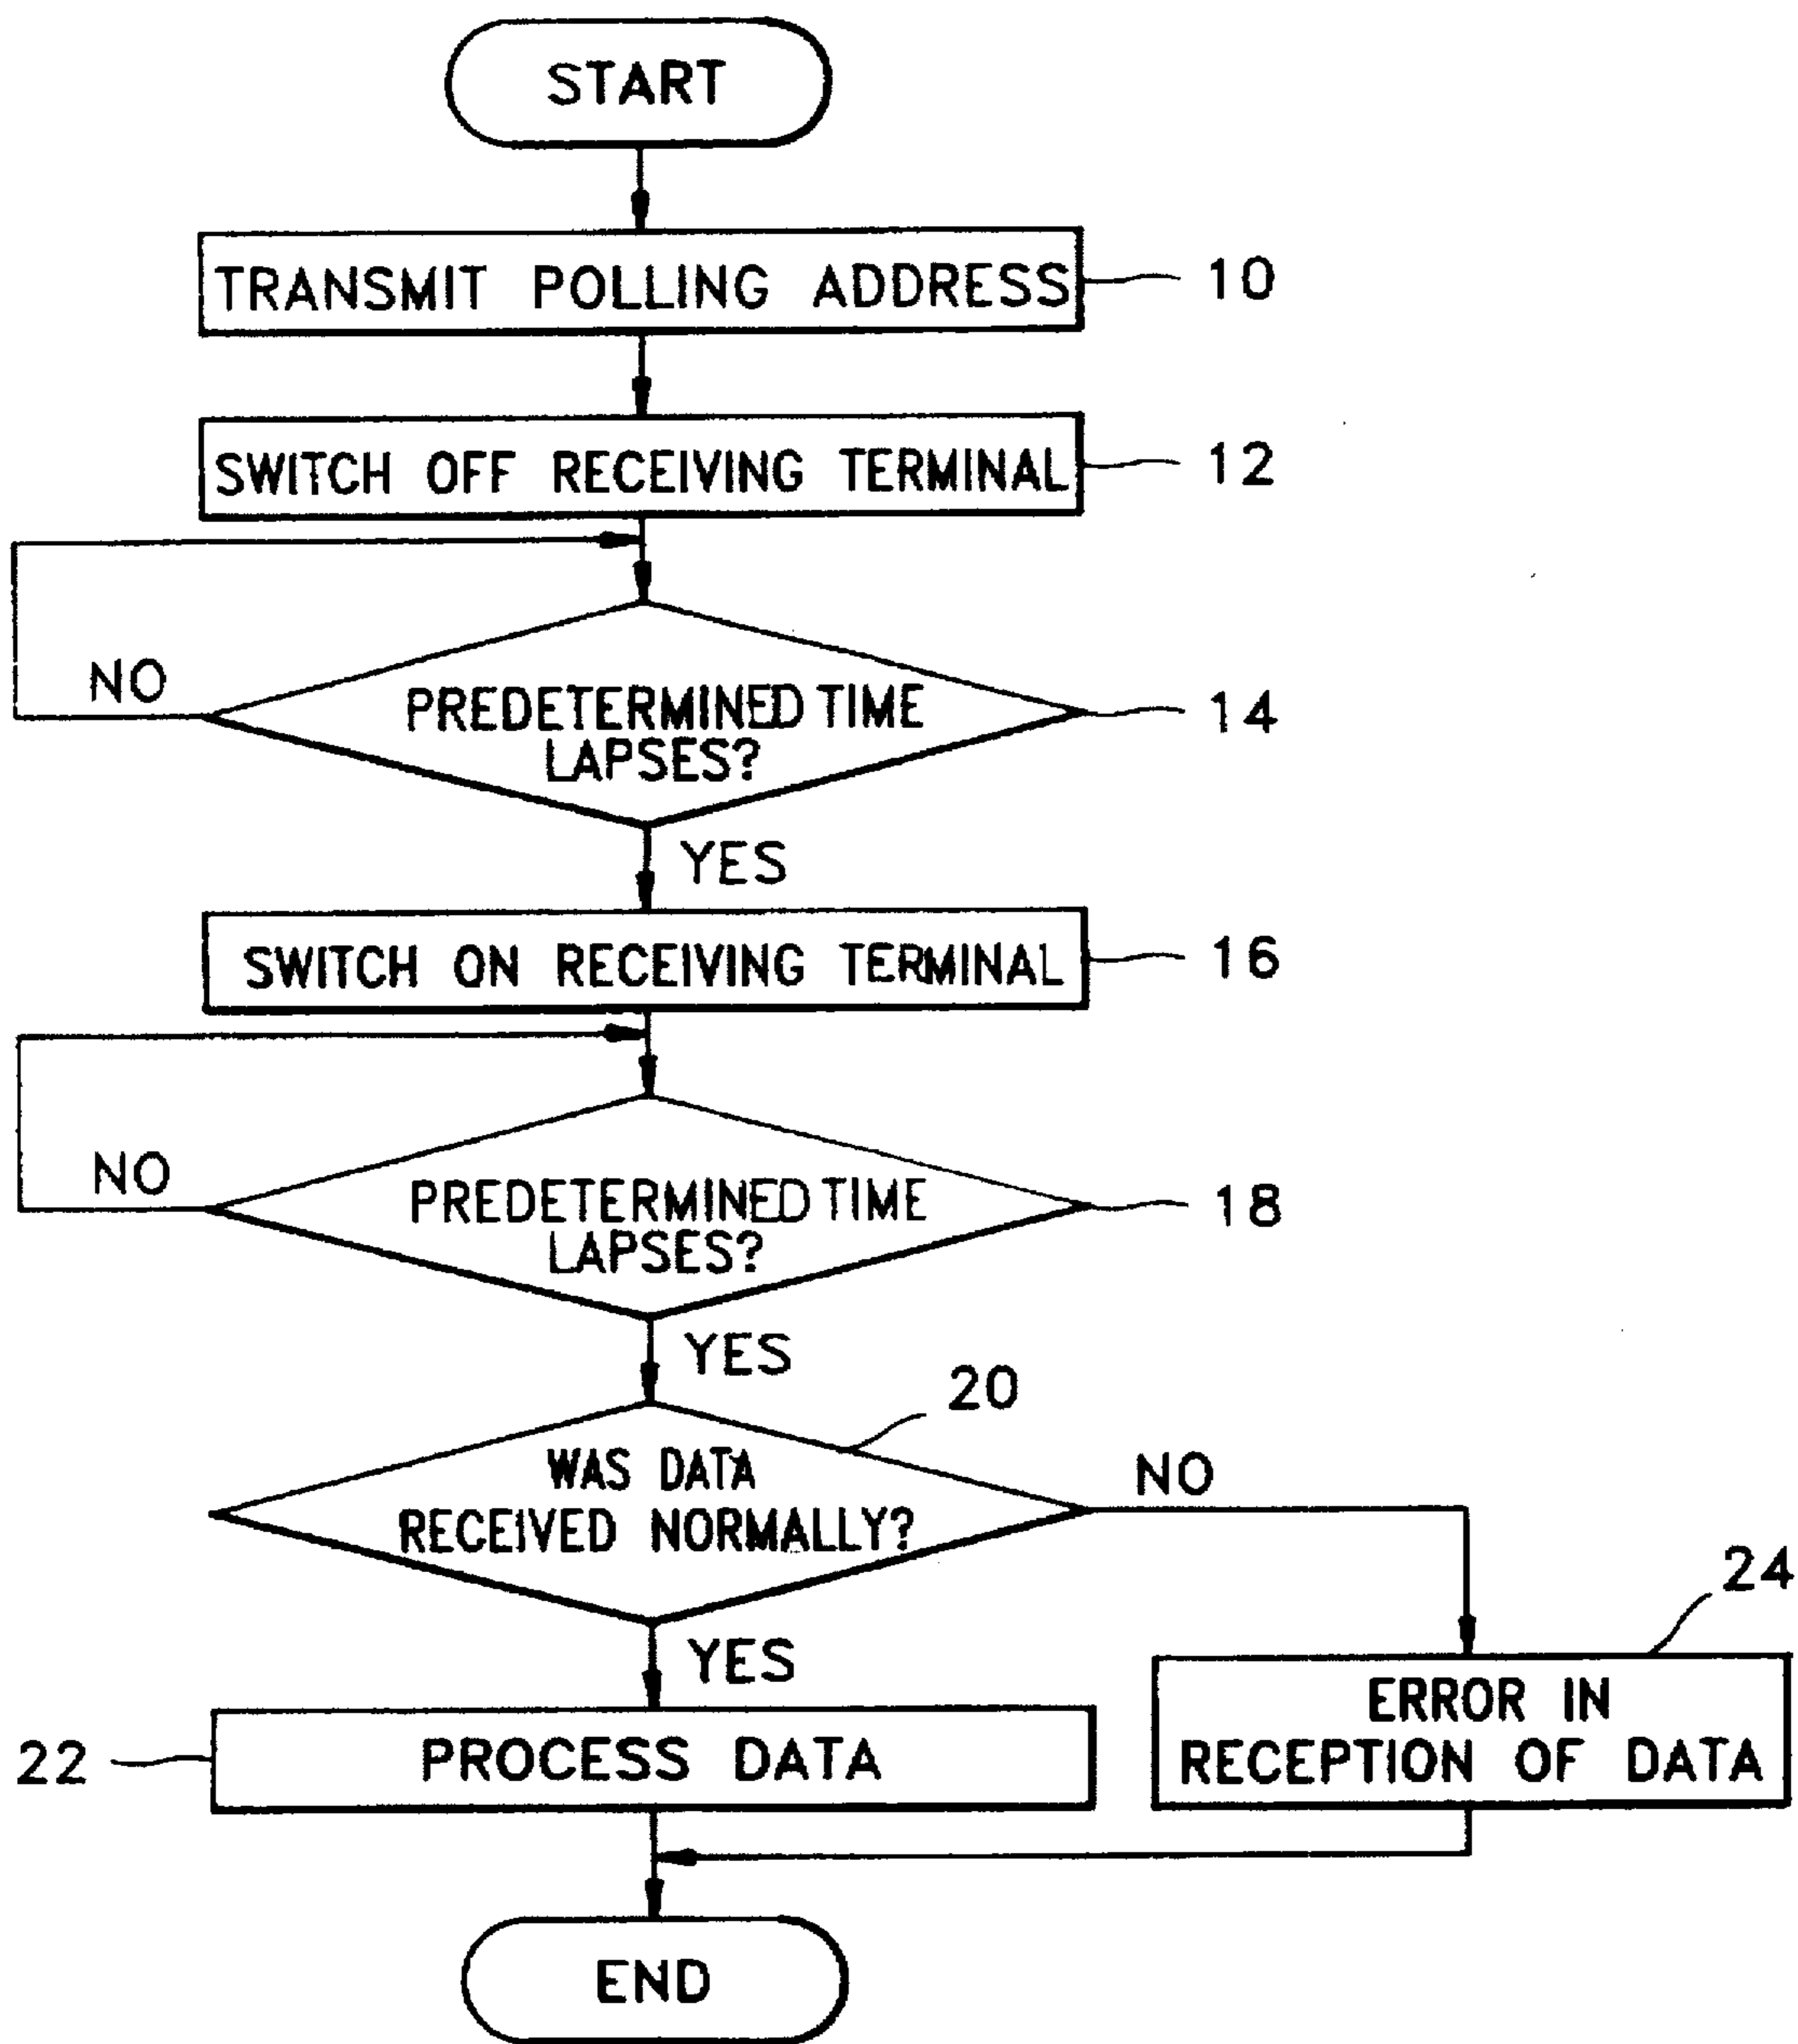 START
TRANSMIT POLLING ADDRESS
10
SWITCH OFF RECEIVING TERMINAL
12
NO
PREDETERMINED TIME
LAPSES?
14
YES
SWITCH ON RECEIVING TERMINAL
16
NO
PREDETERMINED TIME
LAPSES?
18
YES
20
WAS DATA
RECEIVED NORMALLY?
NO
24
YES
ERROR IN
RECEPTION OF DATA
22
PROCESS DATA
END